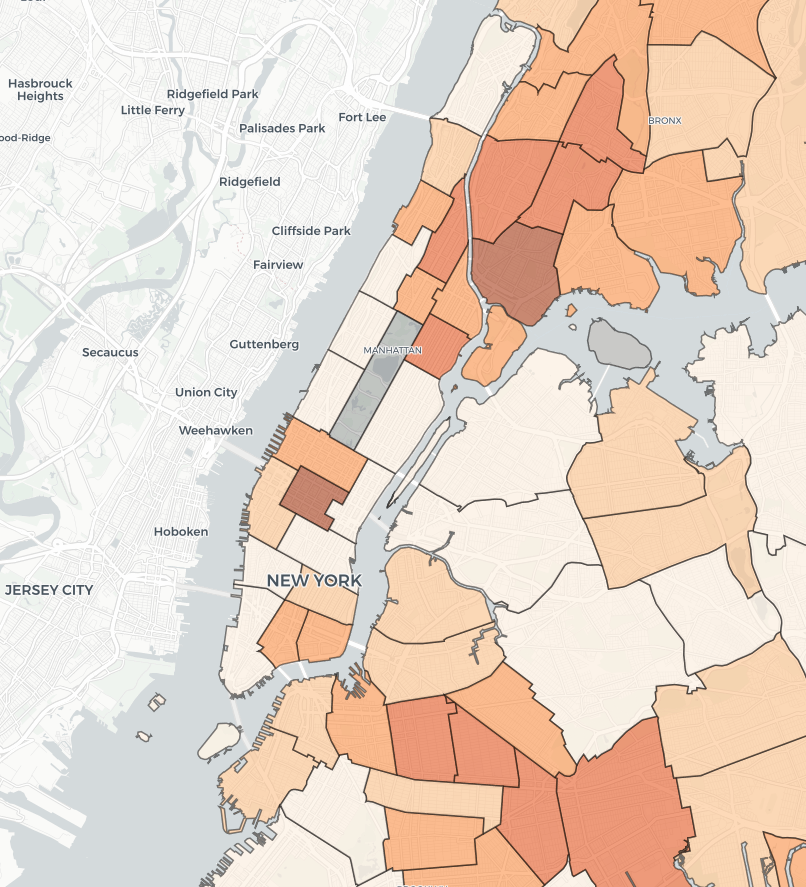 Hasbrouck
Heights
Ridgefield Park
Little Ferry
Fort Lee
Palisades Park
BRONX
ood-Ridge
Ridgefield
Cliffside Park
Fairview
Secaucus
Guttenberg
MANHATTAN
Union City
Weehawken
Hoboken
JERSEY CITY
NEW YORK